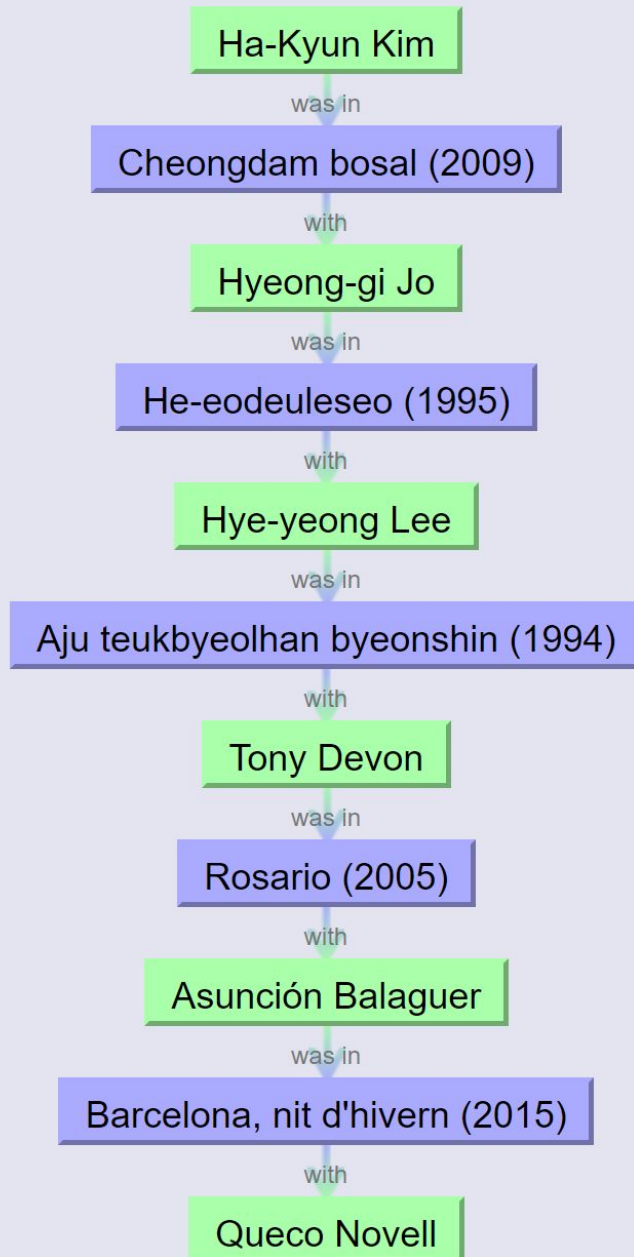 Ha-Kyun Kim
was in
Cheongdam bosal (2009)
with
Hyeong-gi Jo
was in
He-eodeuleseo (1995)
with
Hye-yeong Lee
was in
Aju teukbyeolhan byeonshin (1994)
with
Tony Devon
was in
Rosario (2005)
with
Asunción Balaguer
was in
Barcelona, nit d'hivern (2015)
with
Queco Novell